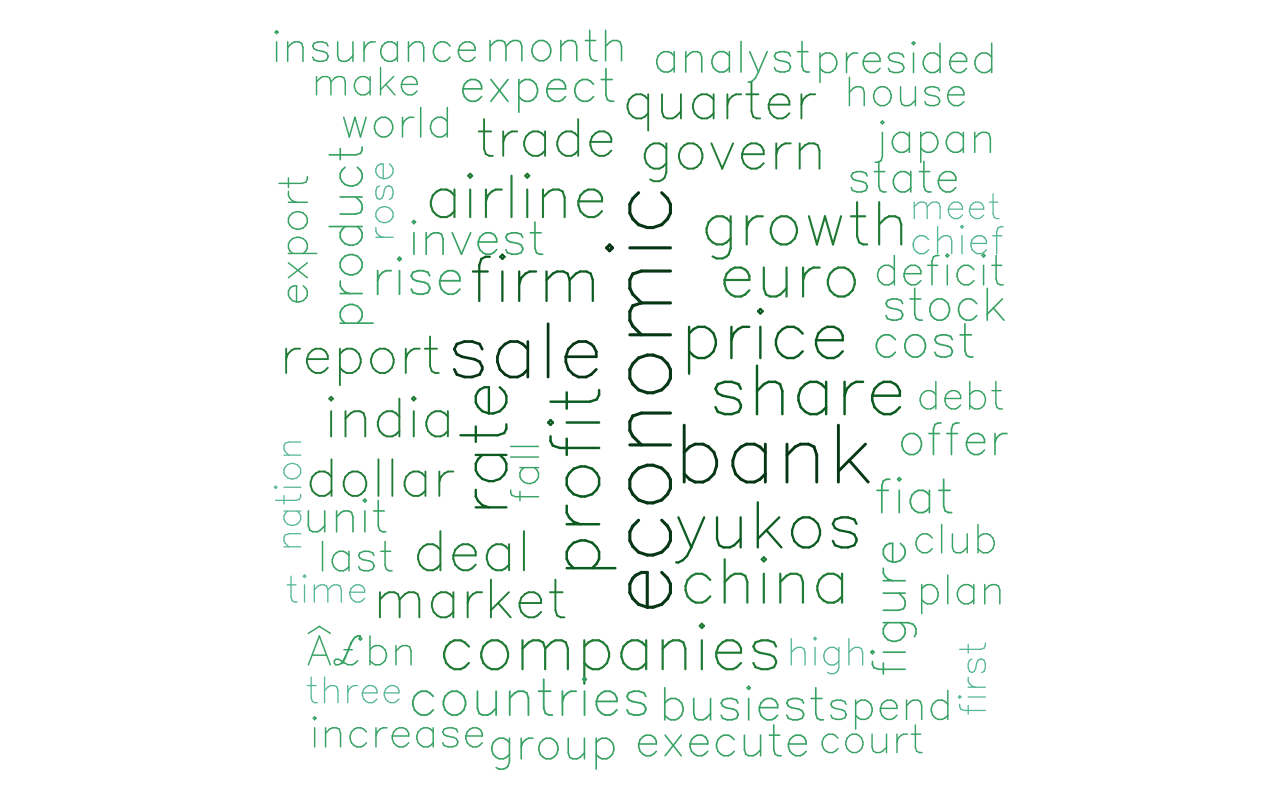 insurance month analyst presided
make expect quarter house
world trade govern japan
export product rose airline economic growth state
invest meet
chief
rise firm euro deficit
stock
report sale price cost
rate profit share debt
india bank offer
nation dollar fall fiat
unit yukos club
last deal figure
time market china plan
Â£bn companies high first
three countries busiest spend
increase group execute court